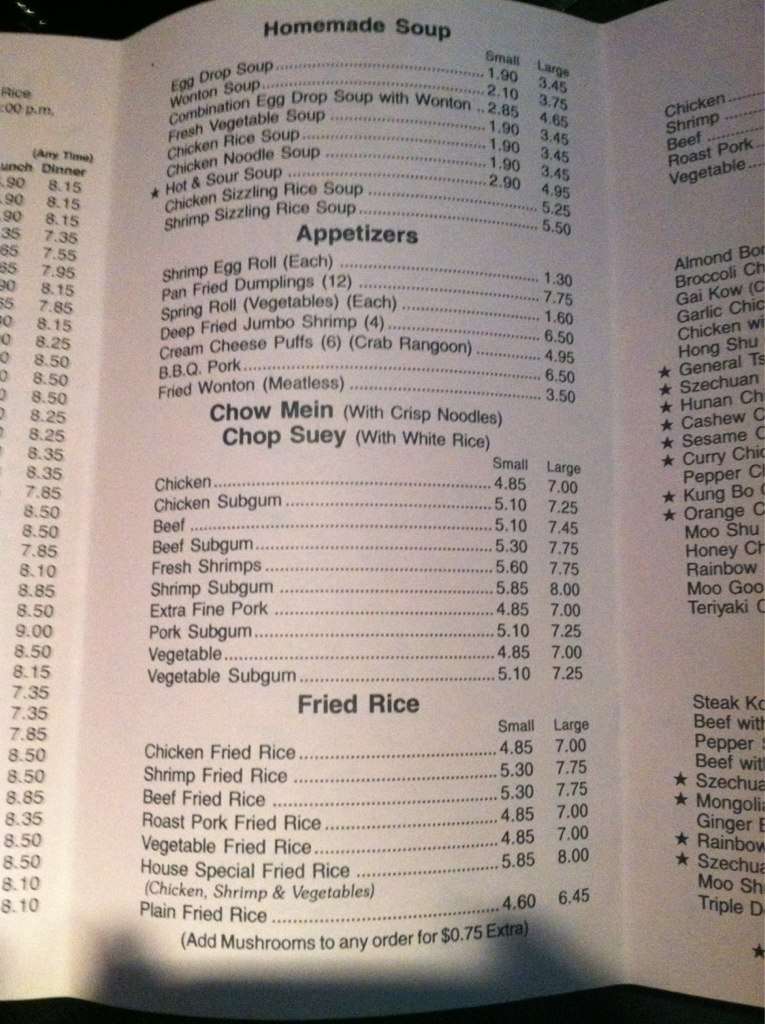 Rice
:00 p.m.
(Any Time)
unch Dinner
.90 8.15
.90 8.15
90 8.15
35 7.35
65 7.55
65 7.95
90 8.15
55 7.85
0 8.15
0 8.25
0 8.50
0 8.50
0 8.50
8.25
8.25
8.35
8.35
7.85
8.50
8.50
7.85
8.10
8.85
8.50
9.00
8.50
8.15
7.35
7.35
7.85
8.50
8.50
8.85
8.35
8.50
8.50
8.10
8.10
Homemade Soup
Small Large
Egg Drop Soup 1.90 3.45
Wonton Soup 2.10 3.75
Combination Egg Drop Soup with Wonton 2.85 4.65
Fresh Vegetable Soup 1.90 3.45
Chicken Rice Soup 1.90 3.45
Chicken Noodle Soup 1.90 3.45
★ Hot & Sour Soup 2.90 4.95
Chicken Sizzling Rice Soup 5.25
Shrimp Sizzling Rice Soup 5.50
Appetizers
Shrimp Egg Roll (Each) 1.30
Pan Fried Dumplings (12) 7.75
Spring Roll (Vegetables) (Each) 1.60
Deep Fried Jumbo Shrimp (4) 6.50
Cream Cheese Puffs (6) (Crab Rangoon) 4.95
B.B.Q. Pork 6.50
Fried Wonton (Meatless) 3.50
Chow Mein (With Crisp Noodles)
Chop Suey (With White Rice)
Small Large
Chicken 4.85 7.00
Chicken Subgum 5.10 7.25
Beef 5.10 7.45
Beef Subgum 5.30 7.75
Fresh Shrimps 5.60 7.75
Shrimp Subgum 5.85 8.00
Extra Fine Pork 4.85 7.00
Pork Subgum 5.10 7.25
Vegetable 4.85 7.00
Vegetable Subgum 5.10 7.25
Fried Rice
Small Large
Chicken Fried Rice 4.85 7.00
Shrimp Fried Rice 5.30 7.75
Beef Fried Rice 5.30 7.75
Roast Pork Fried Rice 4.85 7.00
Vegetable Fried Rice 4.85 7.00
House Special Fried Rice 5.85 8.00
(Chicken, Shrimp & Vegetables)
Plain Fried Rice 4.60 6.45
(Add Mushrooms to any order for $0.75 Extra)
Chicken
Shrimp
Beef
Roast Pork
Vegetable
Almond Bon
Broccoli Ch
Gai Kow (C
Garlic Chic
Chicken wi
Hong Shu
★ General Ts
★ Szechuan
★ Hunan Ch
★ Cashew C
★ Sesame C
★ Curry Chic
Pepper Ch
★ Kung Bo
★ Orange C
Moo Shu
Honey Ch
Rainbow
Moo Goo
Teriyaki C
Steak Ko
Beef with
Pepper
Beef wit
★ Szechua
★ Mongolia
Ginger
★ Rainbow
★ Szechua
Moo Sh
Triple D
★